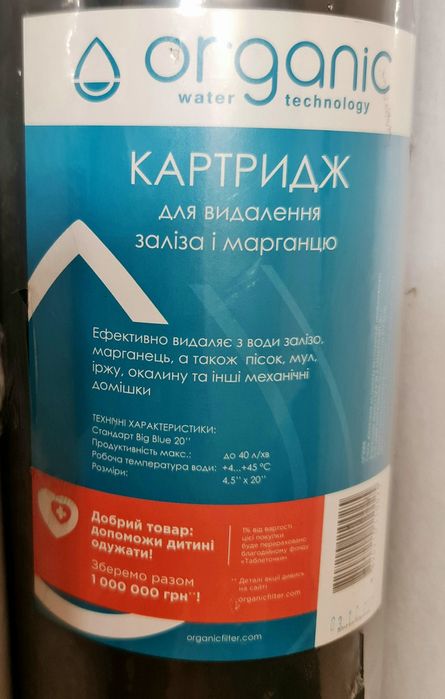 organic
water technology
КАРТРИДЖ
для видалення
заліза і марганцю
Ефективно видаляє з води залізо,
марганець, а також пісок, мул,
іржу, окалину та інші механічні
домішки
ТЕХНІЧНІ ХАРАКТЕРИСТИКИ:
Стандарт Big Blue 20''
Продуктивність макс.: до 40 л/хв
Робоча температура води: +4...+45 °C
Розміри: 4,5'' x 20''
Добрий товар:
допоможи дитині
одужати!
Зберемо разом
1 000 000 грн**!
1% від вартості
цієї покупки
буде перераховано
благодійному фонду
«Таблеточки»
** Деталі акції дивись
на сайті
organicfilter.com
organicfilter.com